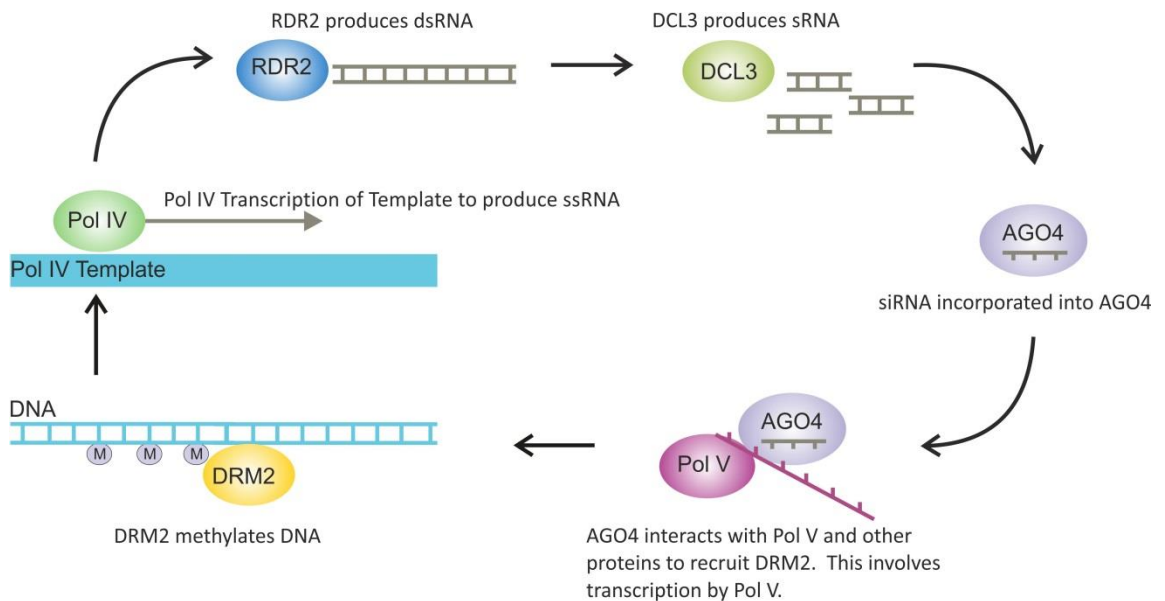 RDR2 produces dsRNA
DCL3 produces sRNA
RDR2
DCL3
Pol IV Transcription of Template to produce ssRNA
Pol IV
Pol IV Template
AGO4
siRNA incorporated into AGO4
DNA
M
M
M
DRM2
DRM2 methylates DNA
AGO4
Pol V
AGO4 interacts with Pol V and other
proteins to recruit DRM2.  This involves
transcription by Pol V.